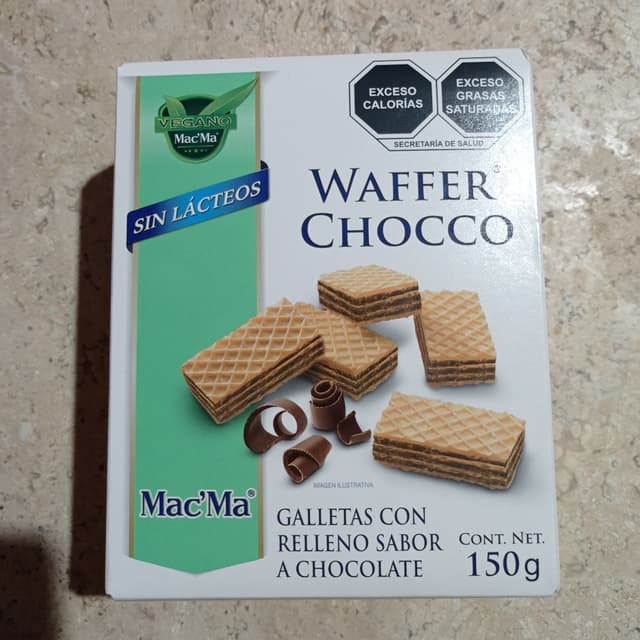 VEGANO
Mac'Ma®
SIN LÁCTEOS
EXCESO
CALORÍAS
EXCESO
GRASAS
SATURADAS
SECRETARÍA DE SALUD
WAFFER®
CHOCCO
IMAGEN ILUSTRATIVA
Mac'Ma®
GALLETAS CON
RELLENO SABOR
A CHOCOLATE
CONT. NET.
150g